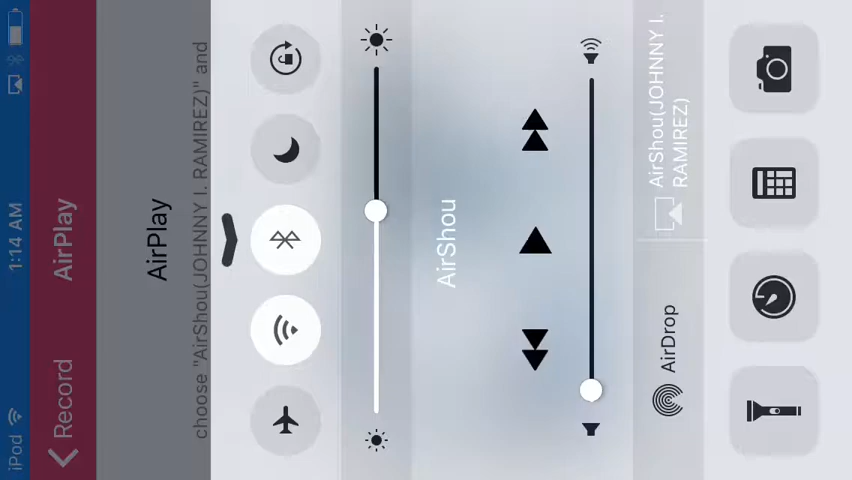 iPod 1:14 AM
Record AirPlay
AirPlay
choose "AirShou(JOHNNY I. RAMIREZ)" and
AirShou
AirDrop
AirShou(JOHNNY I.
RAMIREZ)